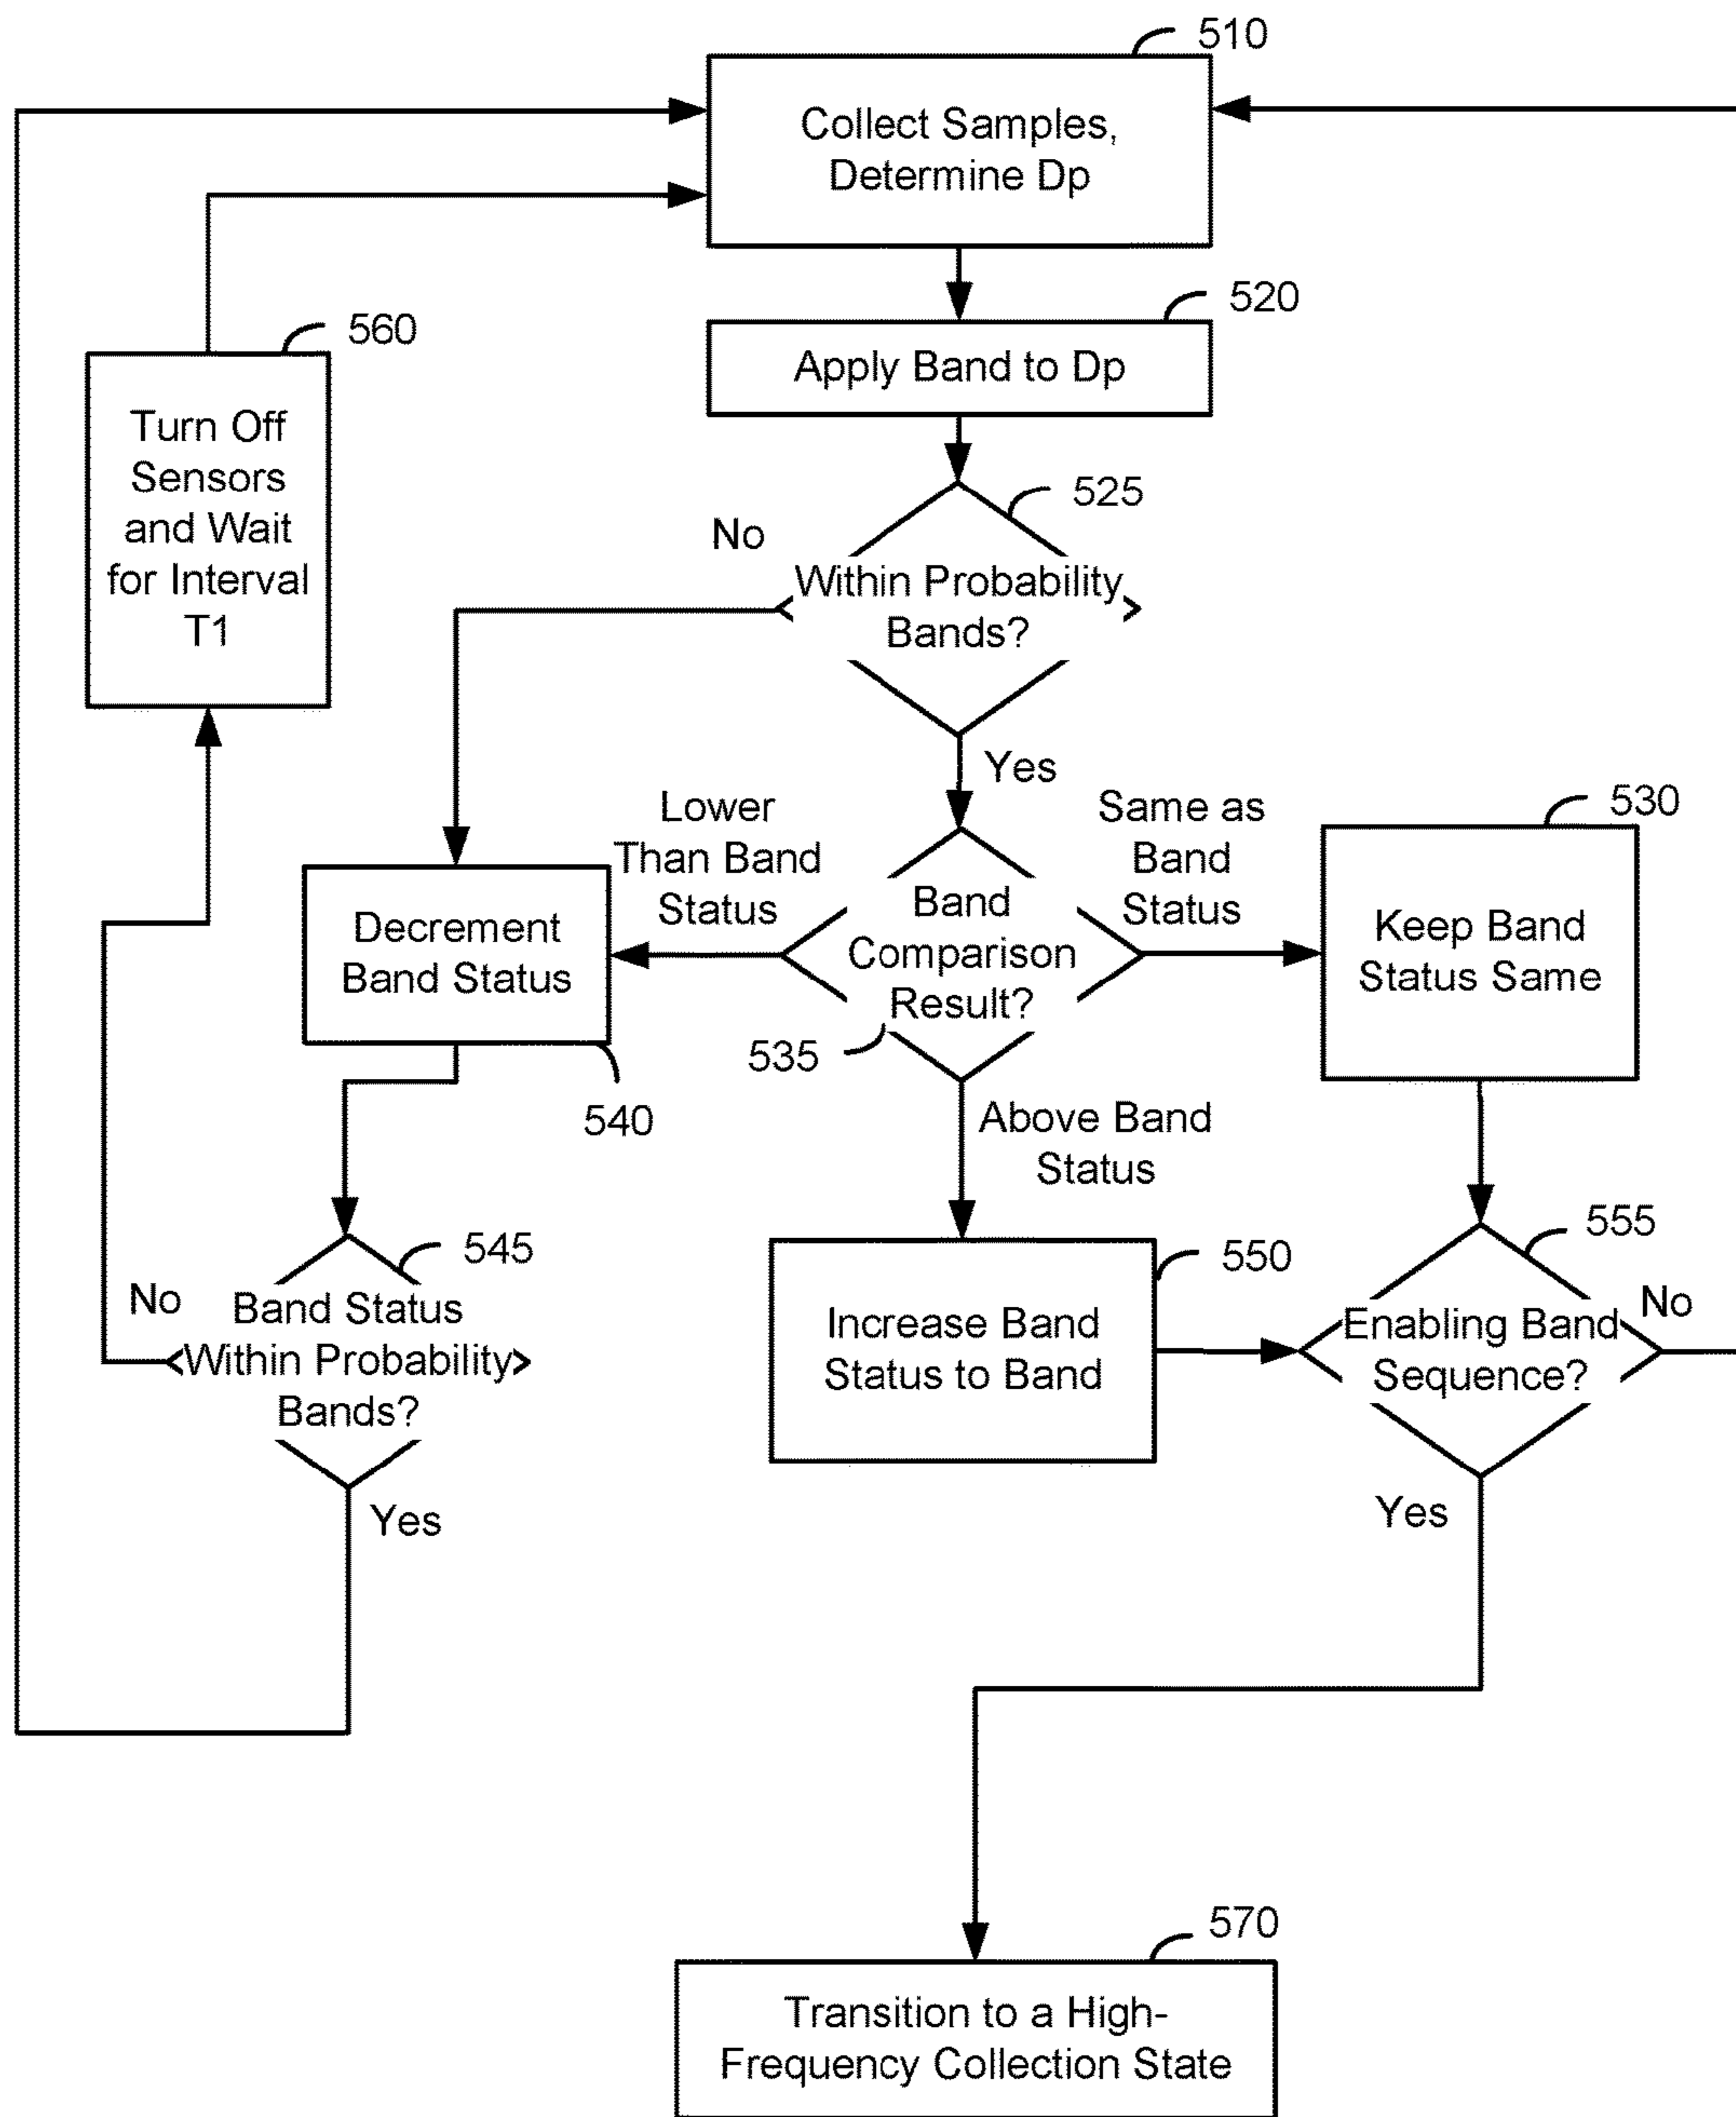 510
Collect Samples,
Determine Dp
520
Apply Band to Dp
560
Turn Off
Sensors
and Wait
for Interval
T1
525
No
Within Probability
Bands?
Yes
Lower
Than Band
Status
Same as
Band
Status
530
Keep Band
Status Same
Decrement
Band Status
Band
Comparison
Result?
535
540
Above Band
Status
545
No
Band Status
Within Probability
Bands?
Yes
550
Increase Band
Status to Band
555
Enabling Band
Sequence?
No
Yes
570
Transition to a High-
Frequency Collection State